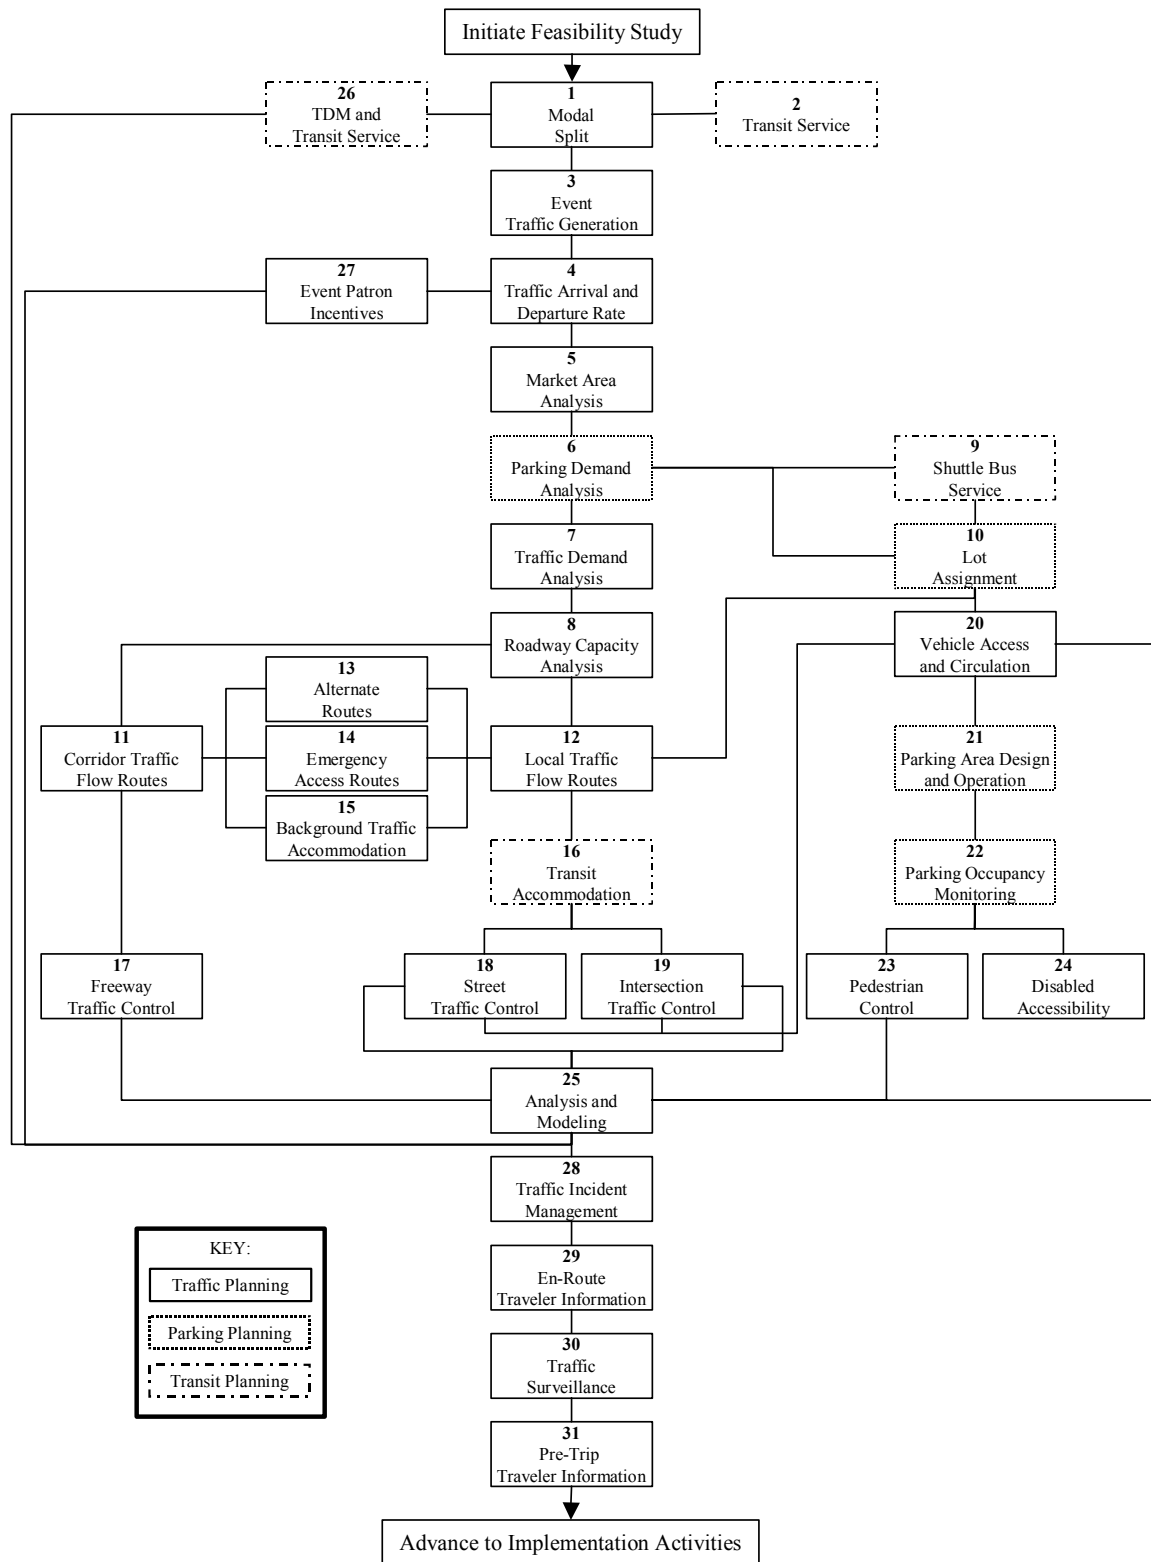 Initiate Feasibility Study
26
TDM and
Transit Service
1
Modal
Split
2
Transit Service
3
Event
Traffic Generation
27
Event Patron
Incentives
4
Traffic Arrival and
Departure Rate
5
Market Area
Analysis
6
Parking Demand
Analysis
9
Shuttle Bus
Service
7
Traffic Demand
Analysis
10
Lot
Assignment
8
Roadway Capacity
Analysis
20
Vehicle Access
and Circulation
13
Alternate
Routes
11
Corridor Traffic
Flow Routes
14
Emergency
Access Routes
12
Local Traffic
Flow Routes
21
Parking Area Design
and Operation
15
Background Traffic
Accommodation
16
Transit
Accommodation
22
Parking Occupancy
Monitoring
17
Freeway
Traffic Control
18
Street
Traffic Control
19
Intersection
Traffic Control
23
Pedestrian
Control
24
Disabled
Accessibility
25
Analysis and
Modeling
28
Traffic Incident
Management
KEY:
Traffic Planning
Parking Planning
Transit Planning
29
En-Route
Traveler Information
30
Traffic
Surveillance
31
Pre-Trip
Traveler Information
Advance to Implementation Activities